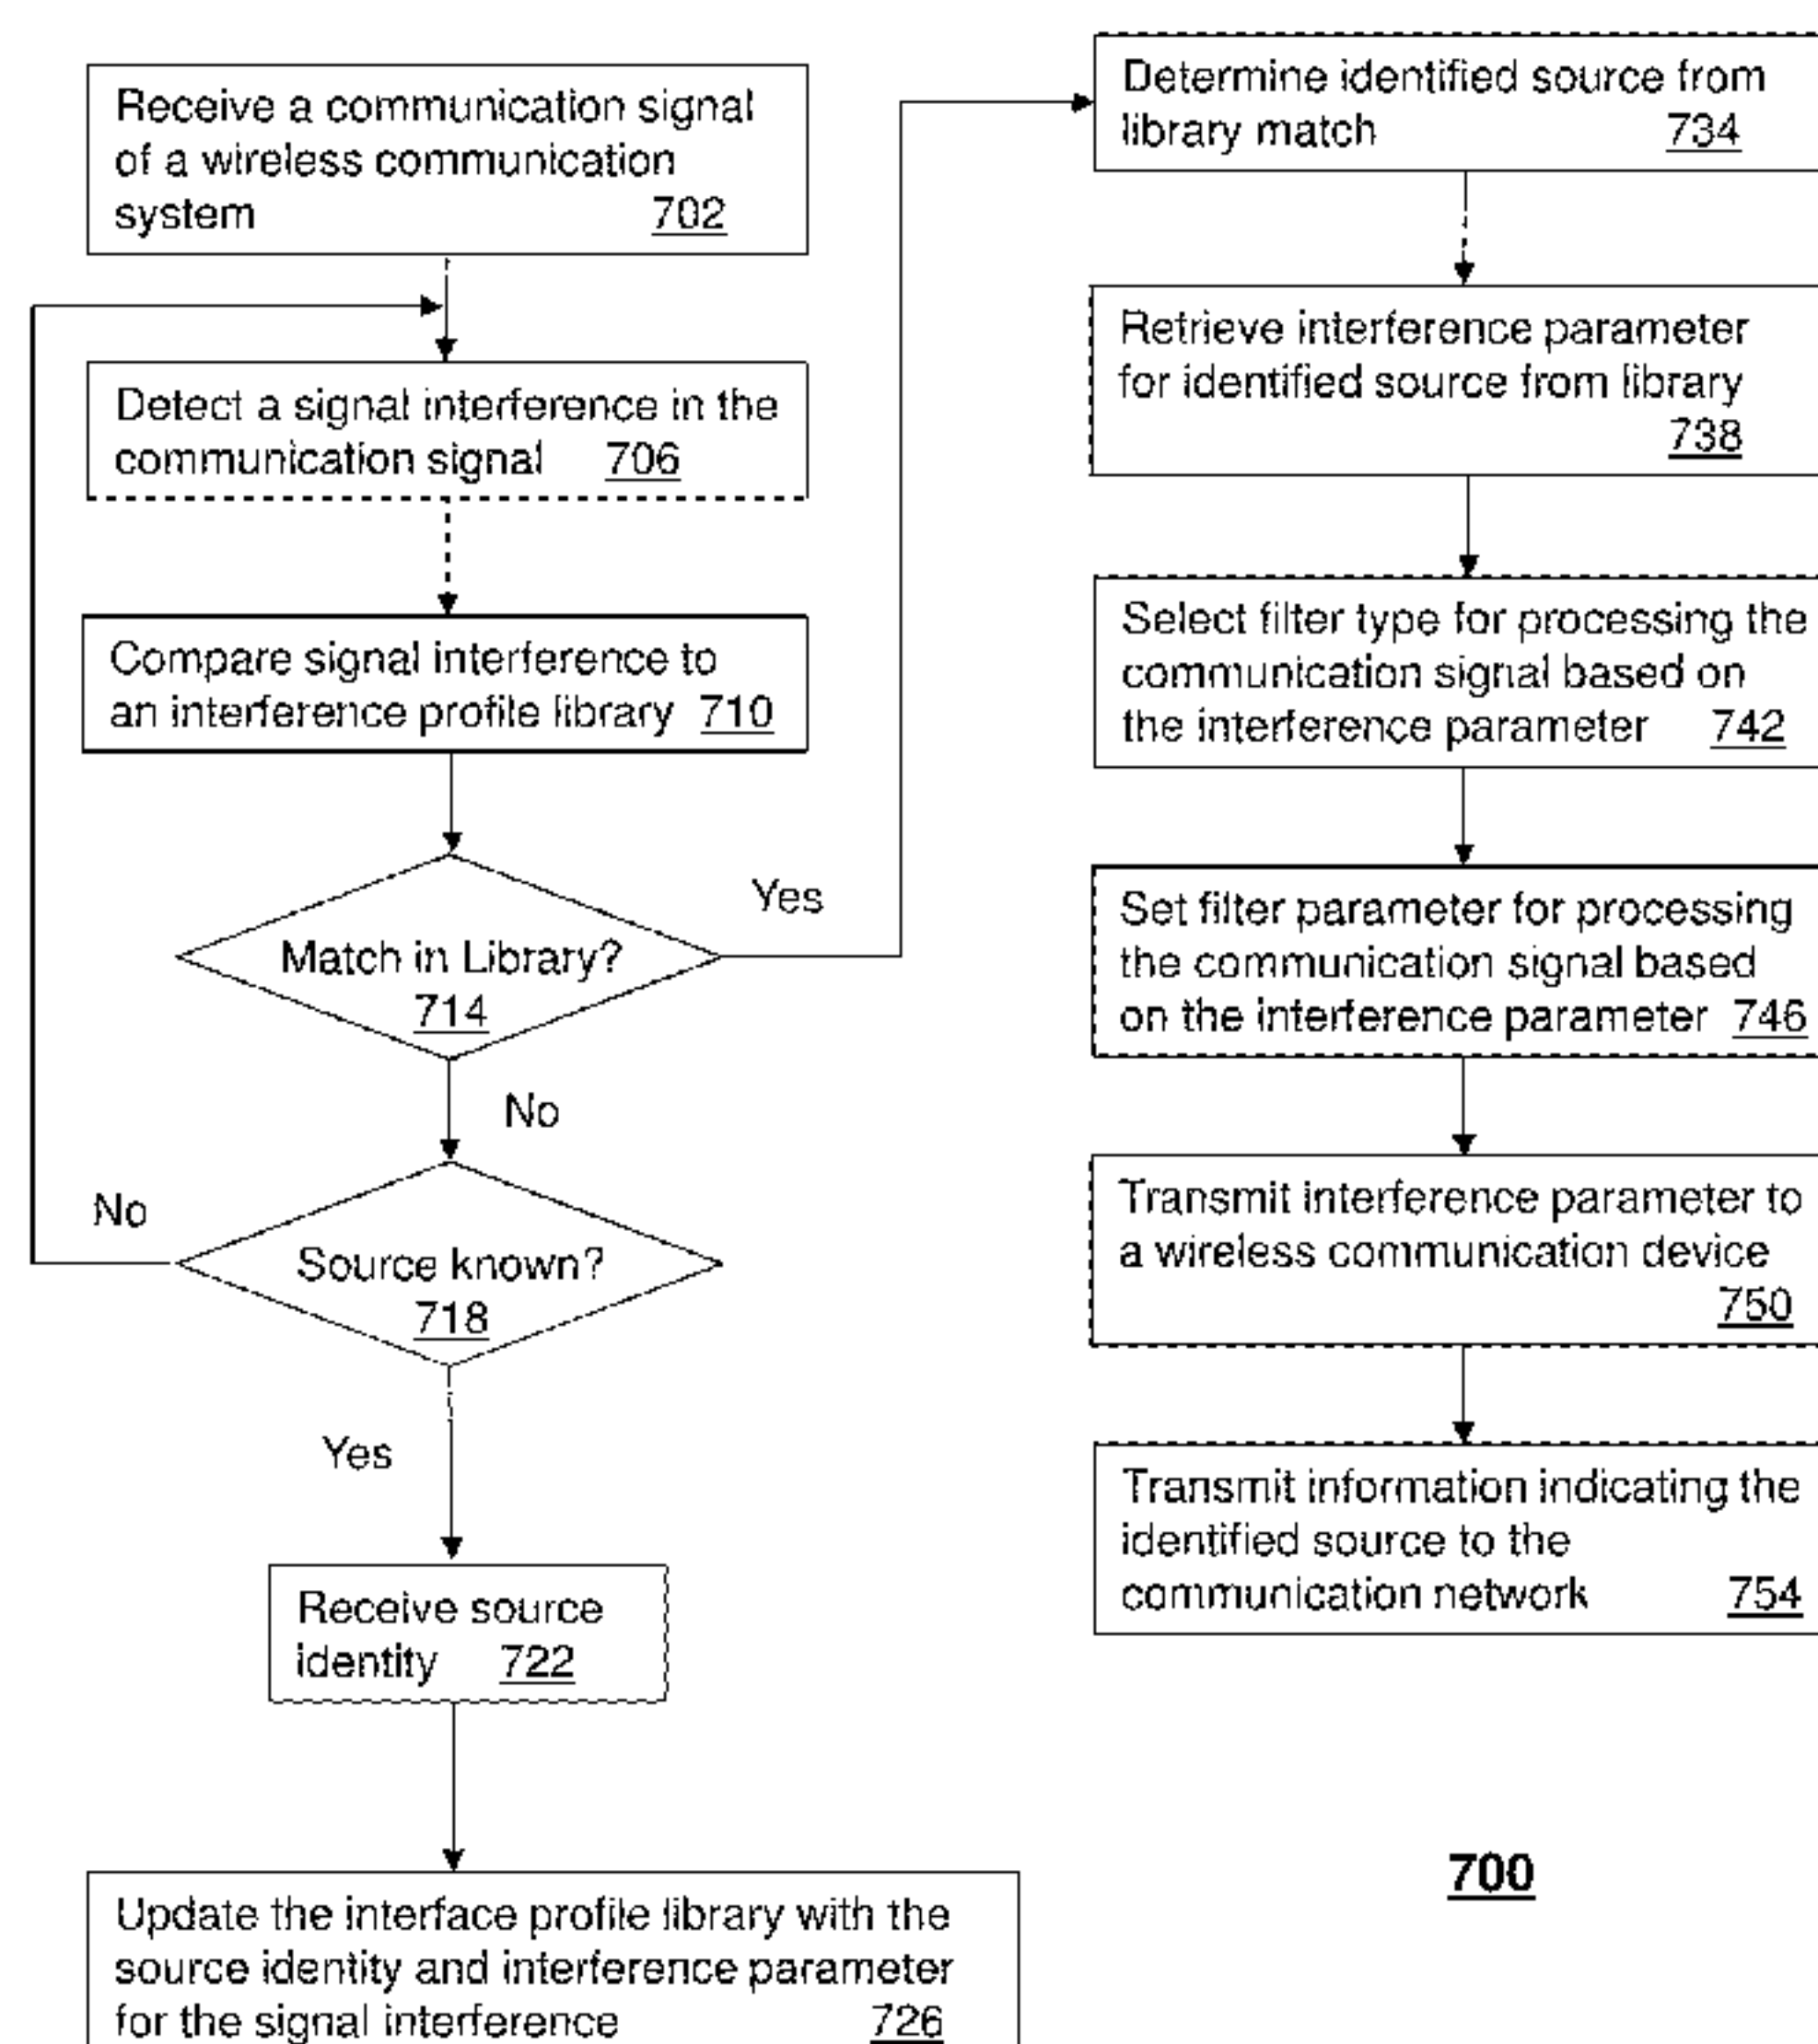 Receive a communication signal
of a wireless communication
system 702
Detect a signal interference in the
communication signal 706
Compare signal interference to
an interference profile library 710
Match in Library?
714
Yes
No
Source known?
718
No
Yes
Receive source
identity 722
Update the interface profile library with the
source identity and interference parameter
for the signal interference 726
Determine identified source from
library match 734
Retrieve interference parameter
for identified source from library
738
Select filter type for processing the
communication signal based on
the interference parameter 742
Set filter parameter for processing
the communication signal based
on the interference parameter 746
Transmit interference parameter to
a wireless communication device
750
Transmit information indicating the
identified source to the
communication network 754
700